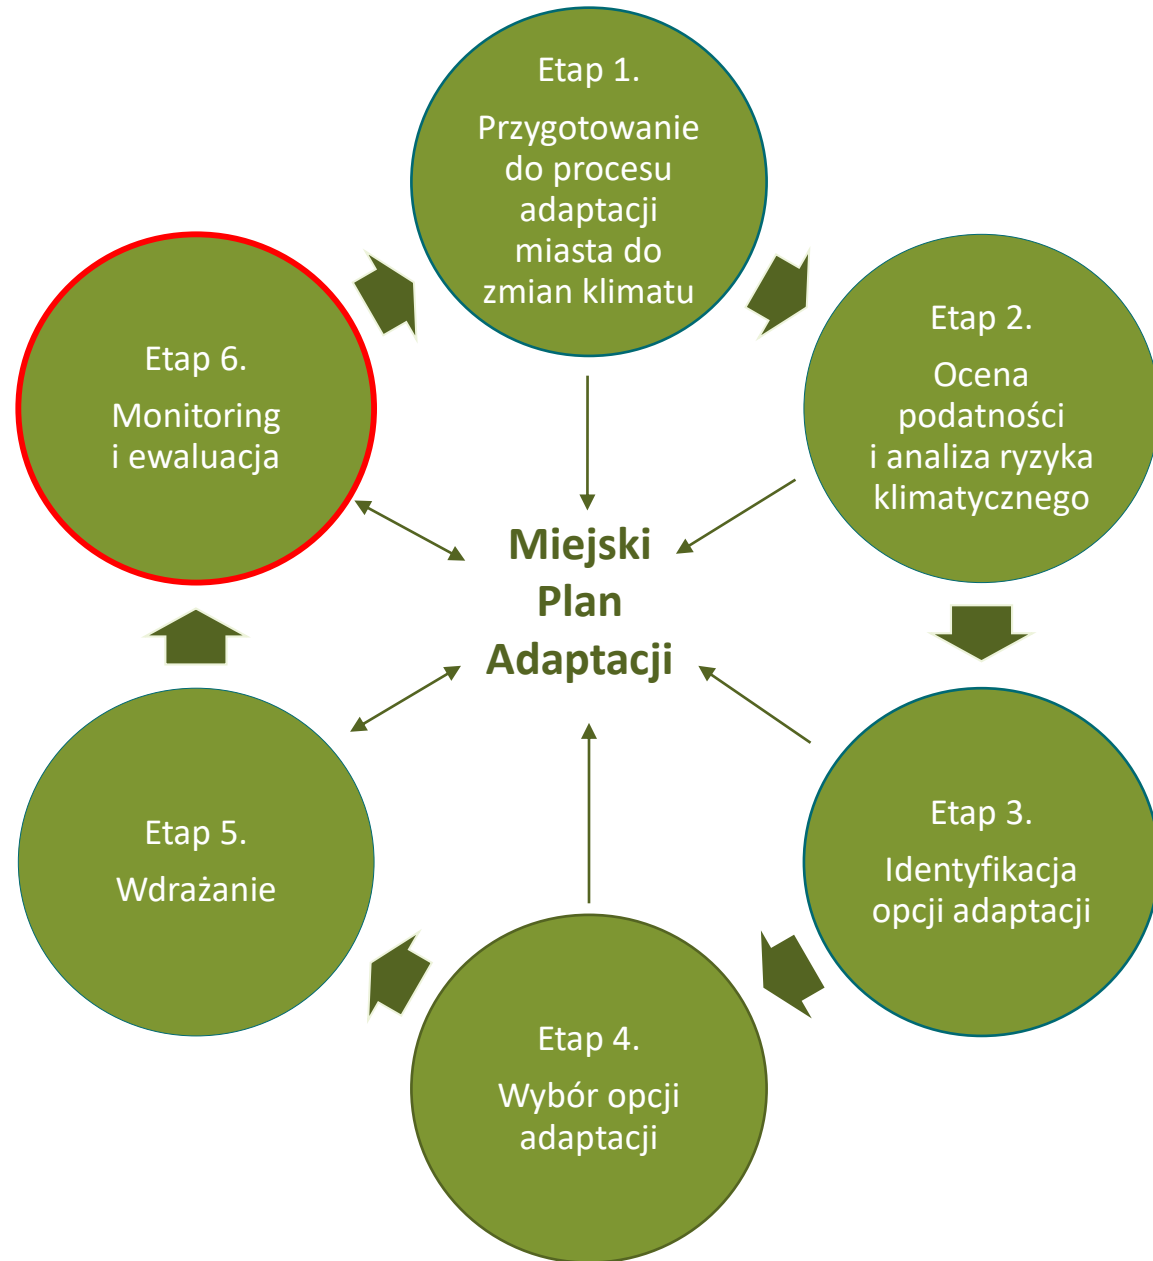 Etap 1.
Przygotowanie
do procesu
adaptacji
miasta do
zmian klimatu
Etap 2.
Ocena
podatności
i analiza ryzyka
klimatycznego
Etap 3.
Identyfikacja
opcji adaptacji
Etap 4.
Wybór opcji
adaptacji
Etap 5.
Wdrażanie
Etap 6.
Monitoring
i ewaluacja
Miejski
Plan
Adaptacji